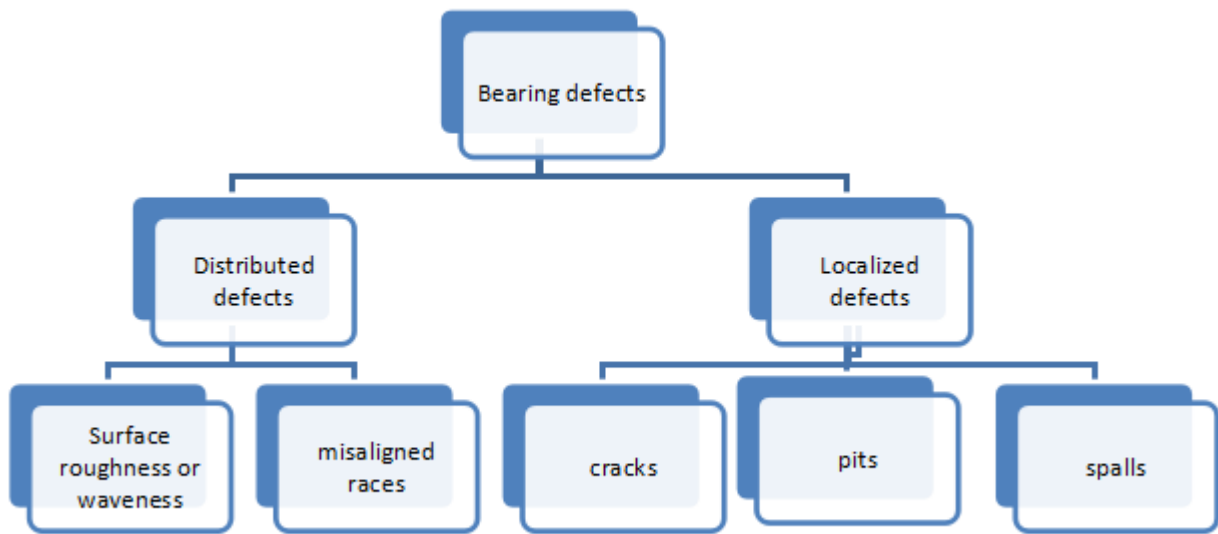 Bearing defects
Distributed
defects
Localized
defects
Surface
roughness or
waveness
misaligned
races
cracks
pits
spalls